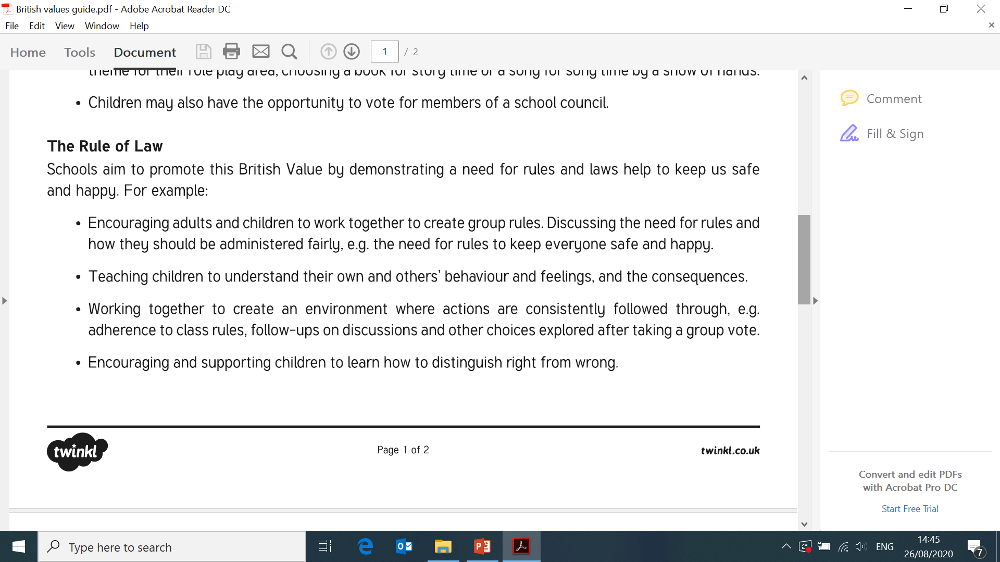 British values guide.pdf - Adobe Acrobat Reader DC
File Edit View Window Help
Home Tools Document 1 / 2
theme for their role play area, choosing a book for story time or a song for song time by a show of hands.
• Children may also have the opportunity to vote for members of a school council.
The Rule of Law
Schools aim to promote this British Value by demonstrating a need for rules and laws help to keep us safe
and happy. For example:
• Encouraging adults and children to work together to create group rules. Discussing the need for rules and
how they should be administered fairly, e.g. the need for rules to keep everyone safe and happy.
• Teaching children to understand their own and others’ behaviour and feelings, and the consequences.
• Working together to create an environment where actions are consistently followed through, e.g.
adherence to class rules, follow-ups on discussions and other choices explored after taking a group vote.
• Encouraging and supporting children to learn how to distinguish right from wrong.
twinkl
Page 1 of 2
twinkl.co.uk
Comment
Fill & Sign
Convert and edit PDFs
with Acrobat Pro DC
Start Free Trial
Type here to search
ENG
14:45
26/08/2020
7